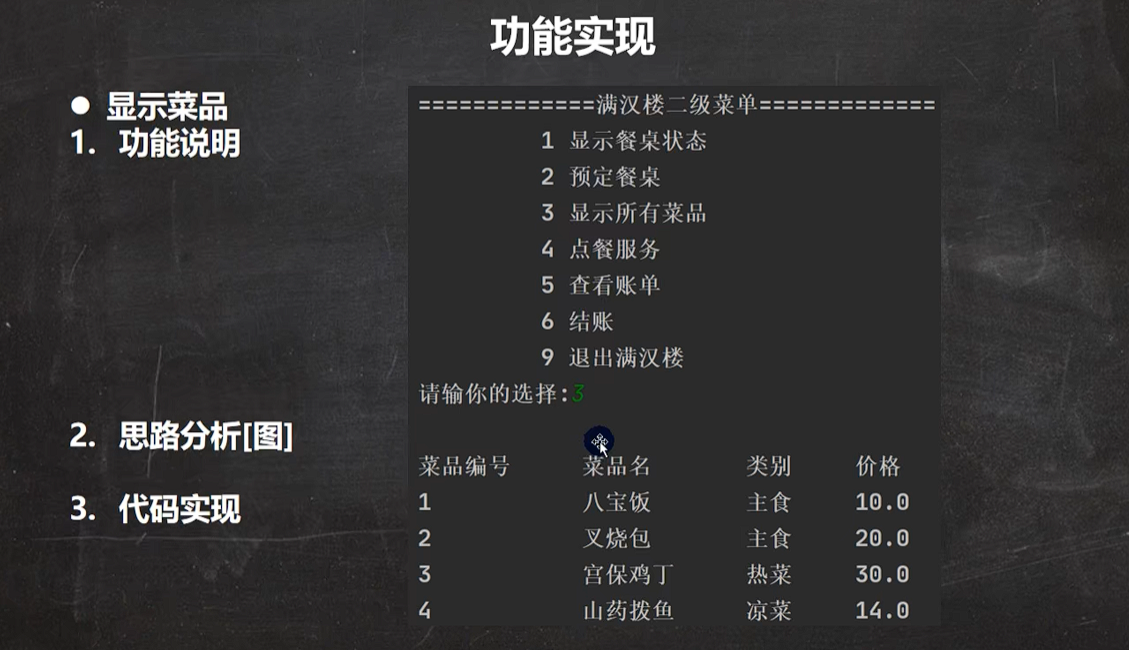 功能实现
● 显示菜品
1. 功能说明
2. 思路分析[图]
3. 代码实现
=============满汉楼二级菜单=============
1 显示餐桌状态
2 预定餐桌
3 显示所有菜品
4 点餐服务
5 查看账单
6 结账
9 退出满汉楼
请输你的选择:3
菜品编号 菜品名 类别 价格
1 八宝饭 主食 10.0
2 叉烧包 主食 20.0
3 宫保鸡丁 热菜 30.0
4 山药拨鱼 凉菜 14.0